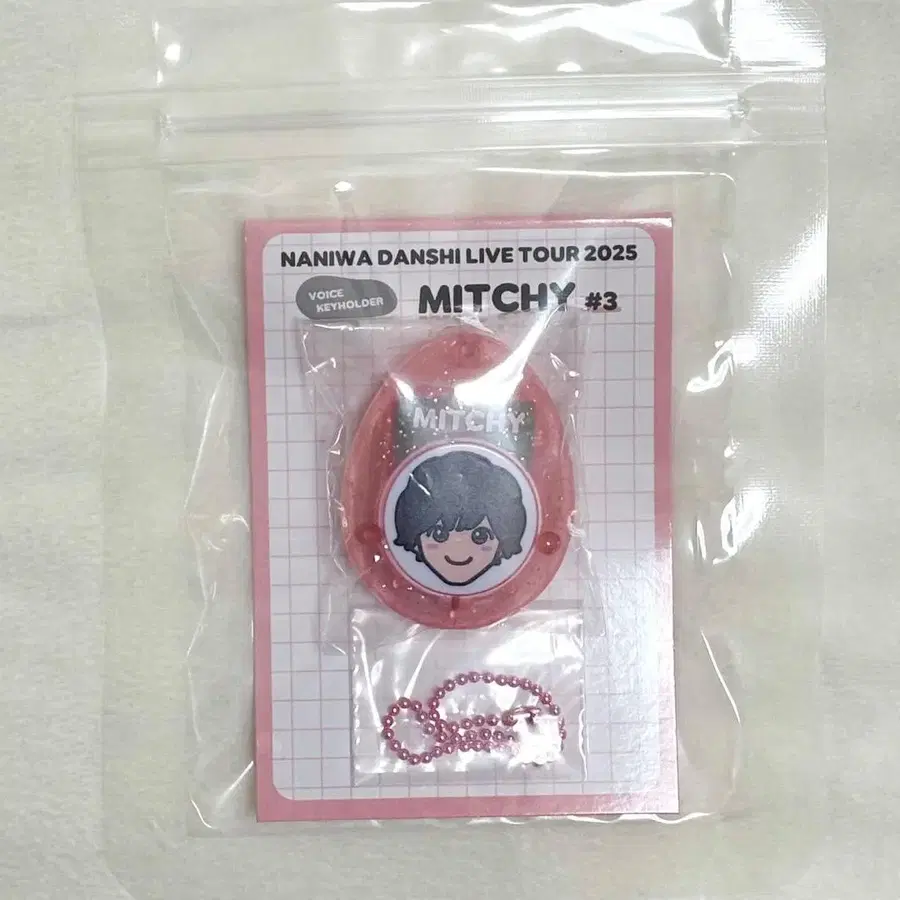 NANIWA DANSHI LIVE TOUR 2025
VOICE
KEYHOLDER
MITCHY #3
MITCHY